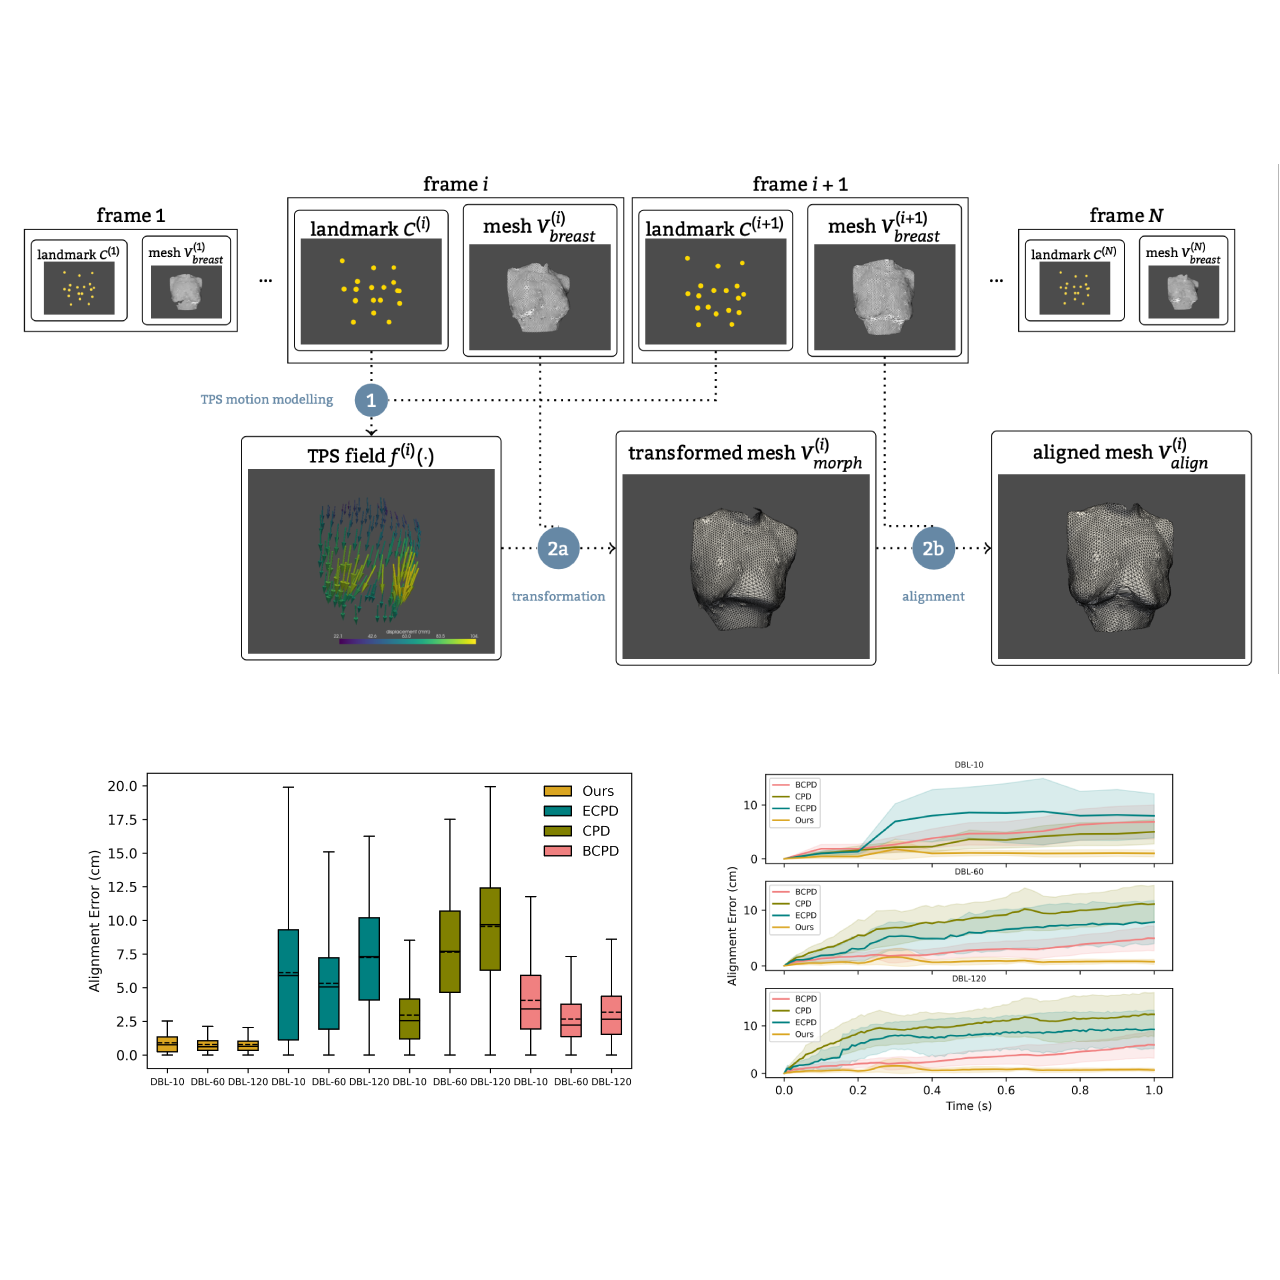 frame 1
frame i
frame i + 1
frame N
landmark C(1)
mesh V(1)breast
...
landmark C(i)
mesh V(i)breast
landmark C(i+1)
mesh V(i+1)breast
...
landmark C(N)
mesh V(N)breast
TPS motion modelling
1
TPS field f(i)(·)
displacement (mm)
2a
transformation
transformed mesh V(i)morph
2b
alignment
aligned mesh V(i)align
Alignment Error (cm)
20.0
17.5
15.0
12.5
10.0
7.5
5.0
2.5
0.0
Ours
ECPD
CPD
BCPD
DBL-10 DBL-60 DBL-120 DBL-10 DBL-60 DBL-120 DBL-10 DBL-60 DBL-120 DBL-10 DBL-60 DBL-120
Alignment Error (cm)
DBL-10
BCPD
CPD
ECPD
Ours
10
0
DBL-60
BCPD
CPD
ECPD
Ours
10
0
DBL-120
BCPD
CPD
ECPD
Ours
10
0
0.0 0.2 0.4 0.6 0.8 1.0
Time (s)